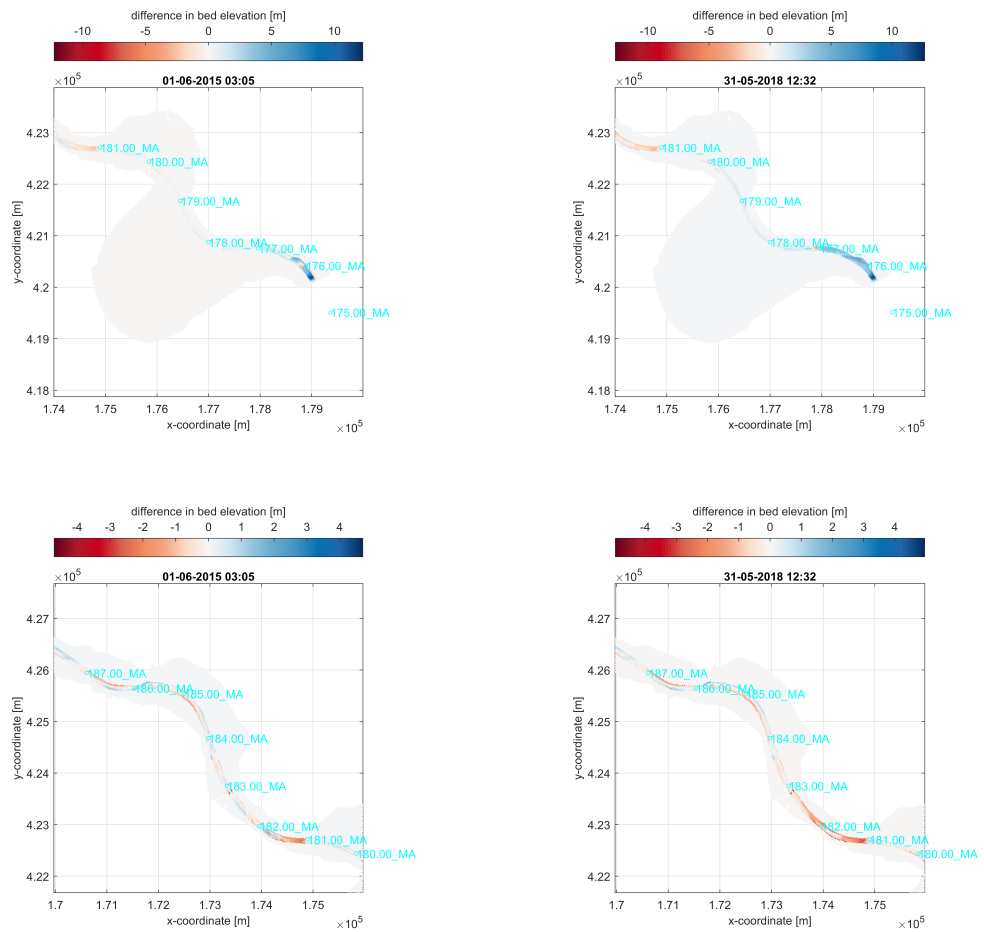 difference in bed elevation [m]
-10 -5 0 5 10
×10^5
01-06-2015 03:05
4.23
4.22
4.21
4.2
4.19
4.18
y-coordinate [m]
181.00_MA
180.00_MA
179.00_MA
178.00_MA
177.00_MA
176.00_MA
175.00_MA
1.74 1.75 1.76 1.77 1.78 1.79
x-coordinate [m]
×10^5
difference in bed elevation [m]
-10 -5 0 5 10
×10^5
31-05-2018 12:32
4.23
4.22
4.21
4.2
4.19
4.18
y-coordinate [m]
181.00_MA
180.00_MA
179.00_MA
178.00_MA
177.00_MA
176.00_MA
175.00_MA
1.74 1.75 1.76 1.77 1.78 1.79
x-coordinate [m]
×10^5
difference in bed elevation [m]
-4 -3 -2 -1 0 1 2 3 4
×10^5
01-06-2015 03:05
4.27
4.26
4.25
4.24
4.23
4.22
y-coordinate [m]
187.00_MA
186.00_MA
185.00_MA
184.00_MA
183.00_MA
182.00_MA
181.00_MA
180.00_MA
1.7 1.71 1.72 1.73 1.74 1.75
x-coordinate [m]
×10^5
difference in bed elevation [m]
-4 -3 -2 -1 0 1 2 3 4
×10^5
31-05-2018 12:32
4.27
4.26
4.25
4.24
4.23
4.22
y-coordinate [m]
187.00_MA
186.00_MA
185.00_MA
184.00_MA
183.00_MA
182.00_MA
181.00_MA
180.00_MA
1.7 1.71 1.72 1.73 1.74 1.75
x-coordinate [m]
×10^5